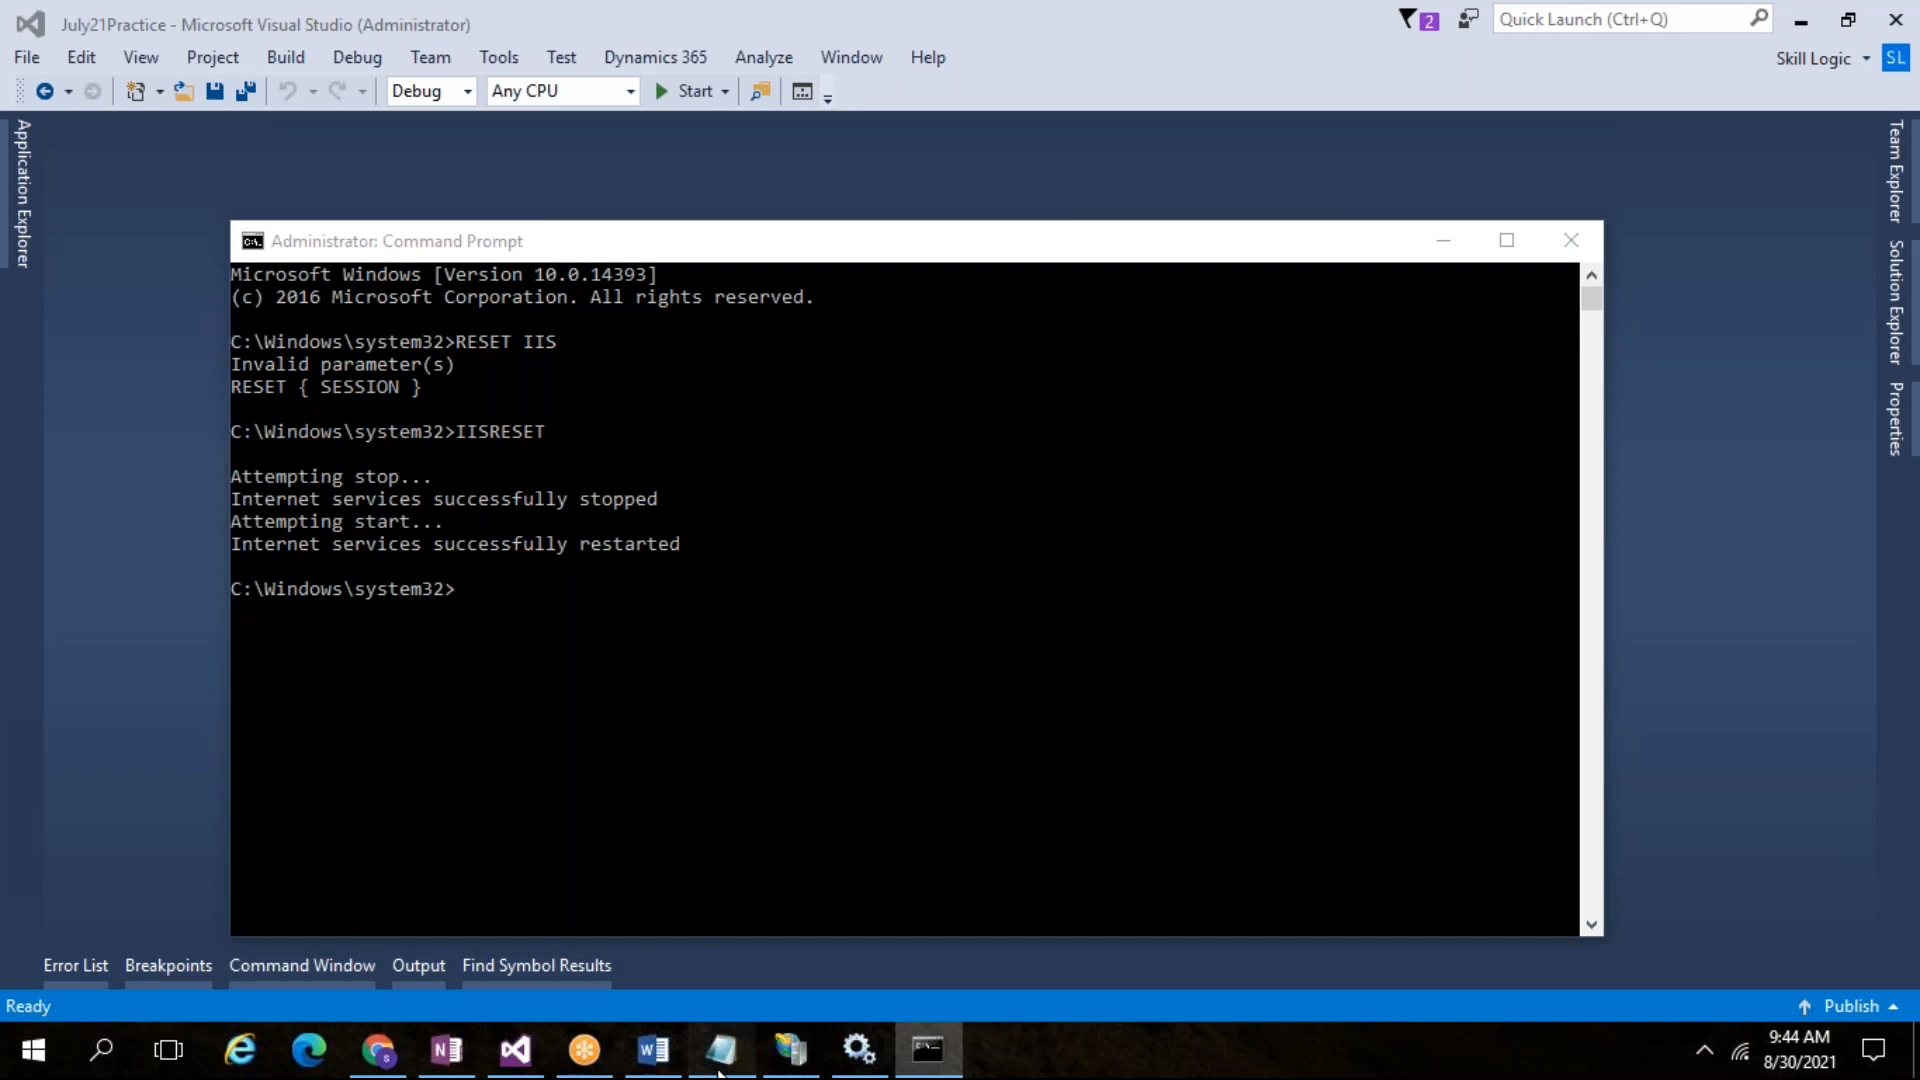 July21Practice - Microsoft Visual Studio (Administrator)
2
Quick Launch (Ctrl+Q)
File Edit View Project Build Debug Team Tools Test Dynamics 365 Analyze Window Help
Skill Logic SL
Debug Any CPU Start
Application Explorer
Team Explorer
Solution Explorer
Properties
Administrator: Command Prompt
Microsoft Windows [Version 10.0.14393]
(c) 2016 Microsoft Corporation. All rights reserved.
C:\Windows\system32>RESET IIS
Invalid parameter(s)
RESET { SESSION }
C:\Windows\system32>IISRESET
Attempting stop...
Internet services successfully stopped
Attempting start...
Internet services successfully restarted
C:\Windows\system32>
Error List Breakpoints Command Window Output Find Symbol Results
Ready
Publish
9:44 AM
8/30/2021